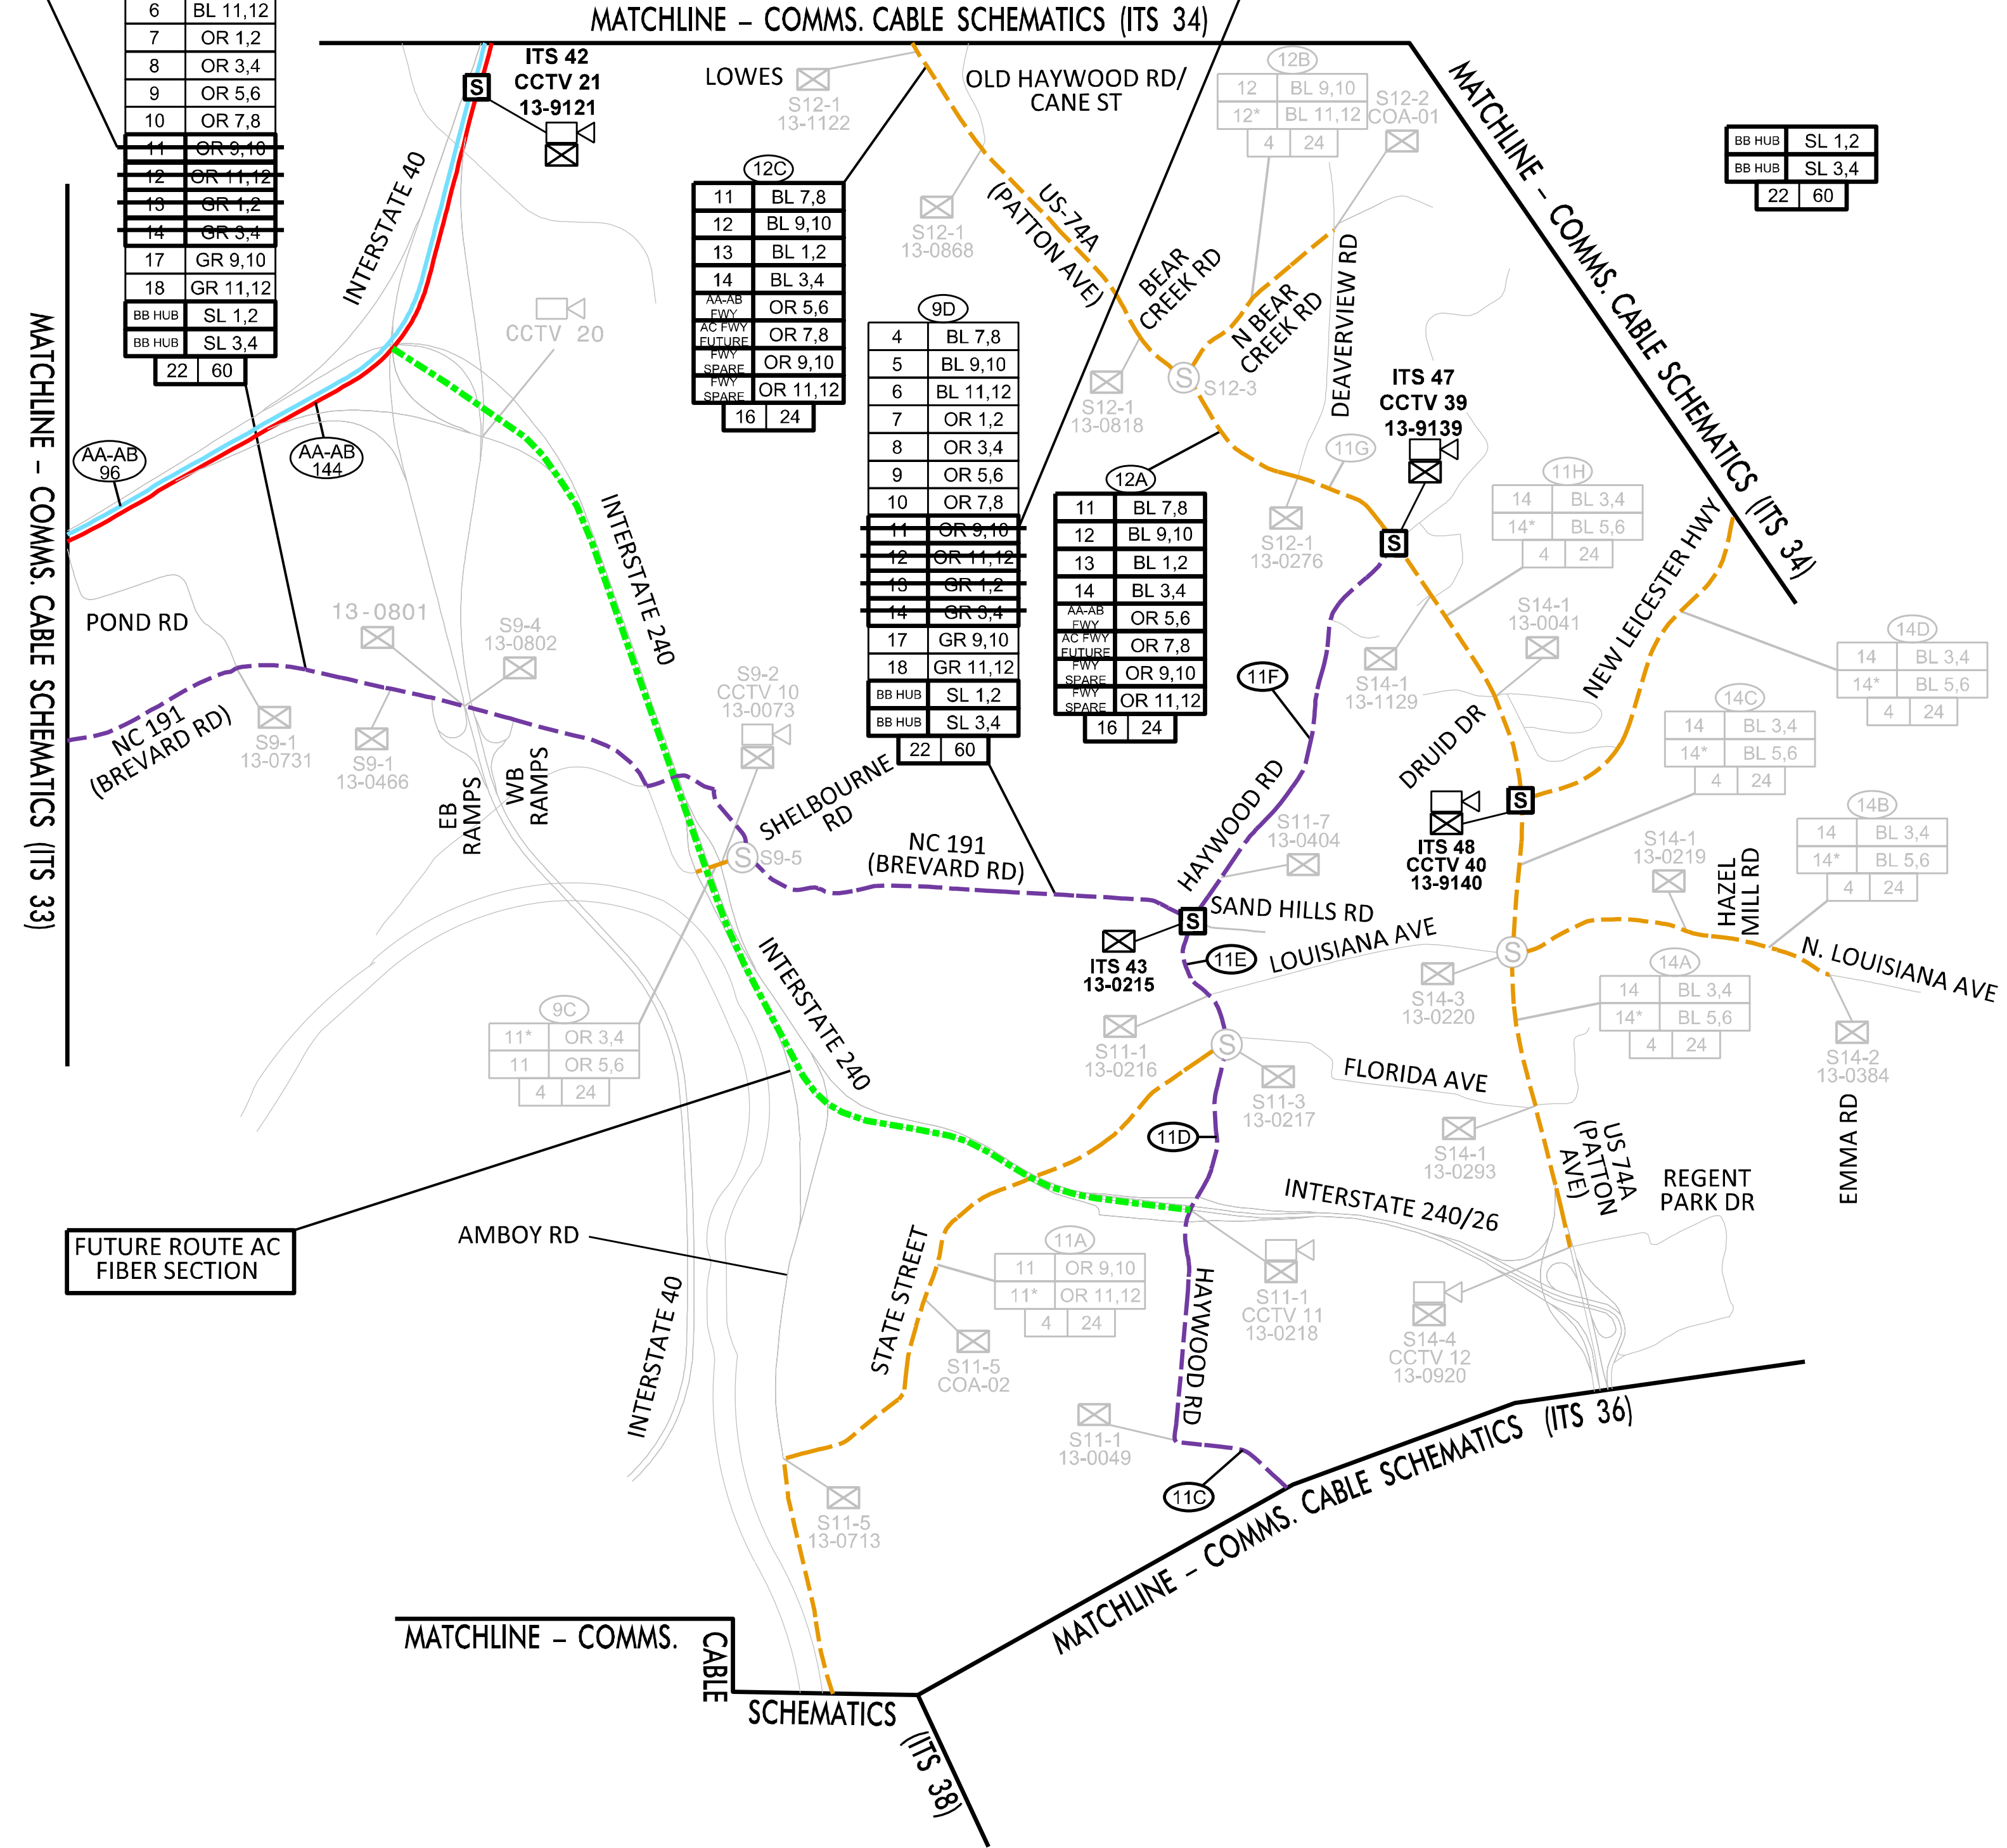 MATCHLINE – COMMS. CABLE SCHEMATICS (ITS 34)
6 BL 11,12
7 OR 1,2
8 OR 3,4
9 OR 5,6
10 OR 7,8
11 OR 9,10
12 OR 11,12
13 GR 1,2
14 GR 3,4
17 GR 9,10
18 GR 11,12
BB HUB SL 1,2
BB HUB SL 3,4
22 60
ITS 42
CCTV 21
13-9121
LOWES
S12-1
13-1122
OLD HAYWOOD RD/
CANE ST
12B
12 BL 9,10
12* BL 11,12
4 24
S12-2
COA-01
MATCHLINE – COMMS. CABLE SCHEMATICS (ITS 34)
BB HUB SL 1,2
BB HUB SL 3,4
22 60
INTERSTATE 40
12C
11 BL 7,8
12 BL 9,10
13 BL 1,2
14 BL 3,4
AA-AB
FWY
OR 5,6
AC FWY
FUTURE
OR 7,8
FWY
SPARE
OR 9,10
FWY
SPARE
OR 11,12
16 24
S12-1
13-0868
US-74A
(PATTON AVE)
BEAR
CREEK RD
N BEAR
CREEK RD
DEAVERVIEW RD
CCTV 20
9D
4 BL 7,8
5 BL 9,10
6 BL 11,12
7 OR 1,2
8 OR 3,4
9 OR 5,6
10 OR 7,8
11 OR 9,10
12 OR 11,12
13 GR 1,2
14 GR 3,4
17 GR 9,10
18 GR 11,12
BB HUB SL 1,2
BB HUB SL 3,4
22 60
S12-1
13-0818
S12-3
ITS 47
CCTV 39
13-9139
MATCHLINE – COMMS. CABLE SCHEMATICS (ITS 33)
AA-AB
96
AA-AB
144
12A
11 BL 7,8
12 BL 9,10
13 BL 1,2
14 BL 3,4
AA-AB
FWY
OR 5,6
AC FWY
FUTURE
OR 7,8
FWY
SPARE
OR 9,10
FWY
SPARE
OR 11,12
16 24
11G
S12-1
13-0276
11H
14 BL 3,4
14* BL 5,6
4 24
NEW LEICESTER HWY
INTERSTATE 240
POND RD
13-0801
S9-4
13-0802
S9-2
CCTV 10
13-0073
11F
S14-1
13-1129
S14-1
13-0041
14D
14 BL 3,4
14* BL 5,6
4 24
NC 191
(BREVARD RD)
S9-1
13-0731
S9-1
13-0466
EB
RAMPS
WB
RAMPS
SHELBOURNE
RD
S9-5
NC 191
(BREVARD RD)
HAYWOOD RD
S11-7
13-0404
DRUID DR
14C
14 BL 3,4
14* BL 5,6
4 24
ITS 48
CCTV 40
13-9140
S14-1
13-0219
HAZEL
MILL RD
14B
14 BL 3,4
14* BL 5,6
4 24
SAND HILLS RD
ITS 43
13-0215
11E
LOUISIANA AVE
N. LOUISIANA AVE
INTERSTATE 240
9C
11* OR 3,4
11 OR 5,6
4 24
S11-1
13-0216
S14-3
13-0220
14A
14 BL 3,4
14* BL 5,6
4 24
S14-2
13-0384
FLORIDA AVE
S11-3
13-0217
11D
S14-1
13-0293
US 74A
(PATTON
AVE)
EMMA RD
REGENT
PARK DR
INTERSTATE 240/26
FUTURE ROUTE AC
FIBER SECTION
AMBOY RD
STATE STREET
11A
11 OR 9,10
11* OR 11,12
4 24
S11-1
CCTV 11
13-0218
S14-4
CCTV 12
13-0920
INTERSTATE 40
S11-5
COA-02
HAYWOOD RD
S11-1
13-0049
11C
S11-5
13-0713
MATCHLINE – COMMS. CABLE SCHEMATICS (ITS 36)
MATCHLINE – COMMS. CABLE SCHEMATICS (ITS 38)
S
S
S
S
S
S
S
S